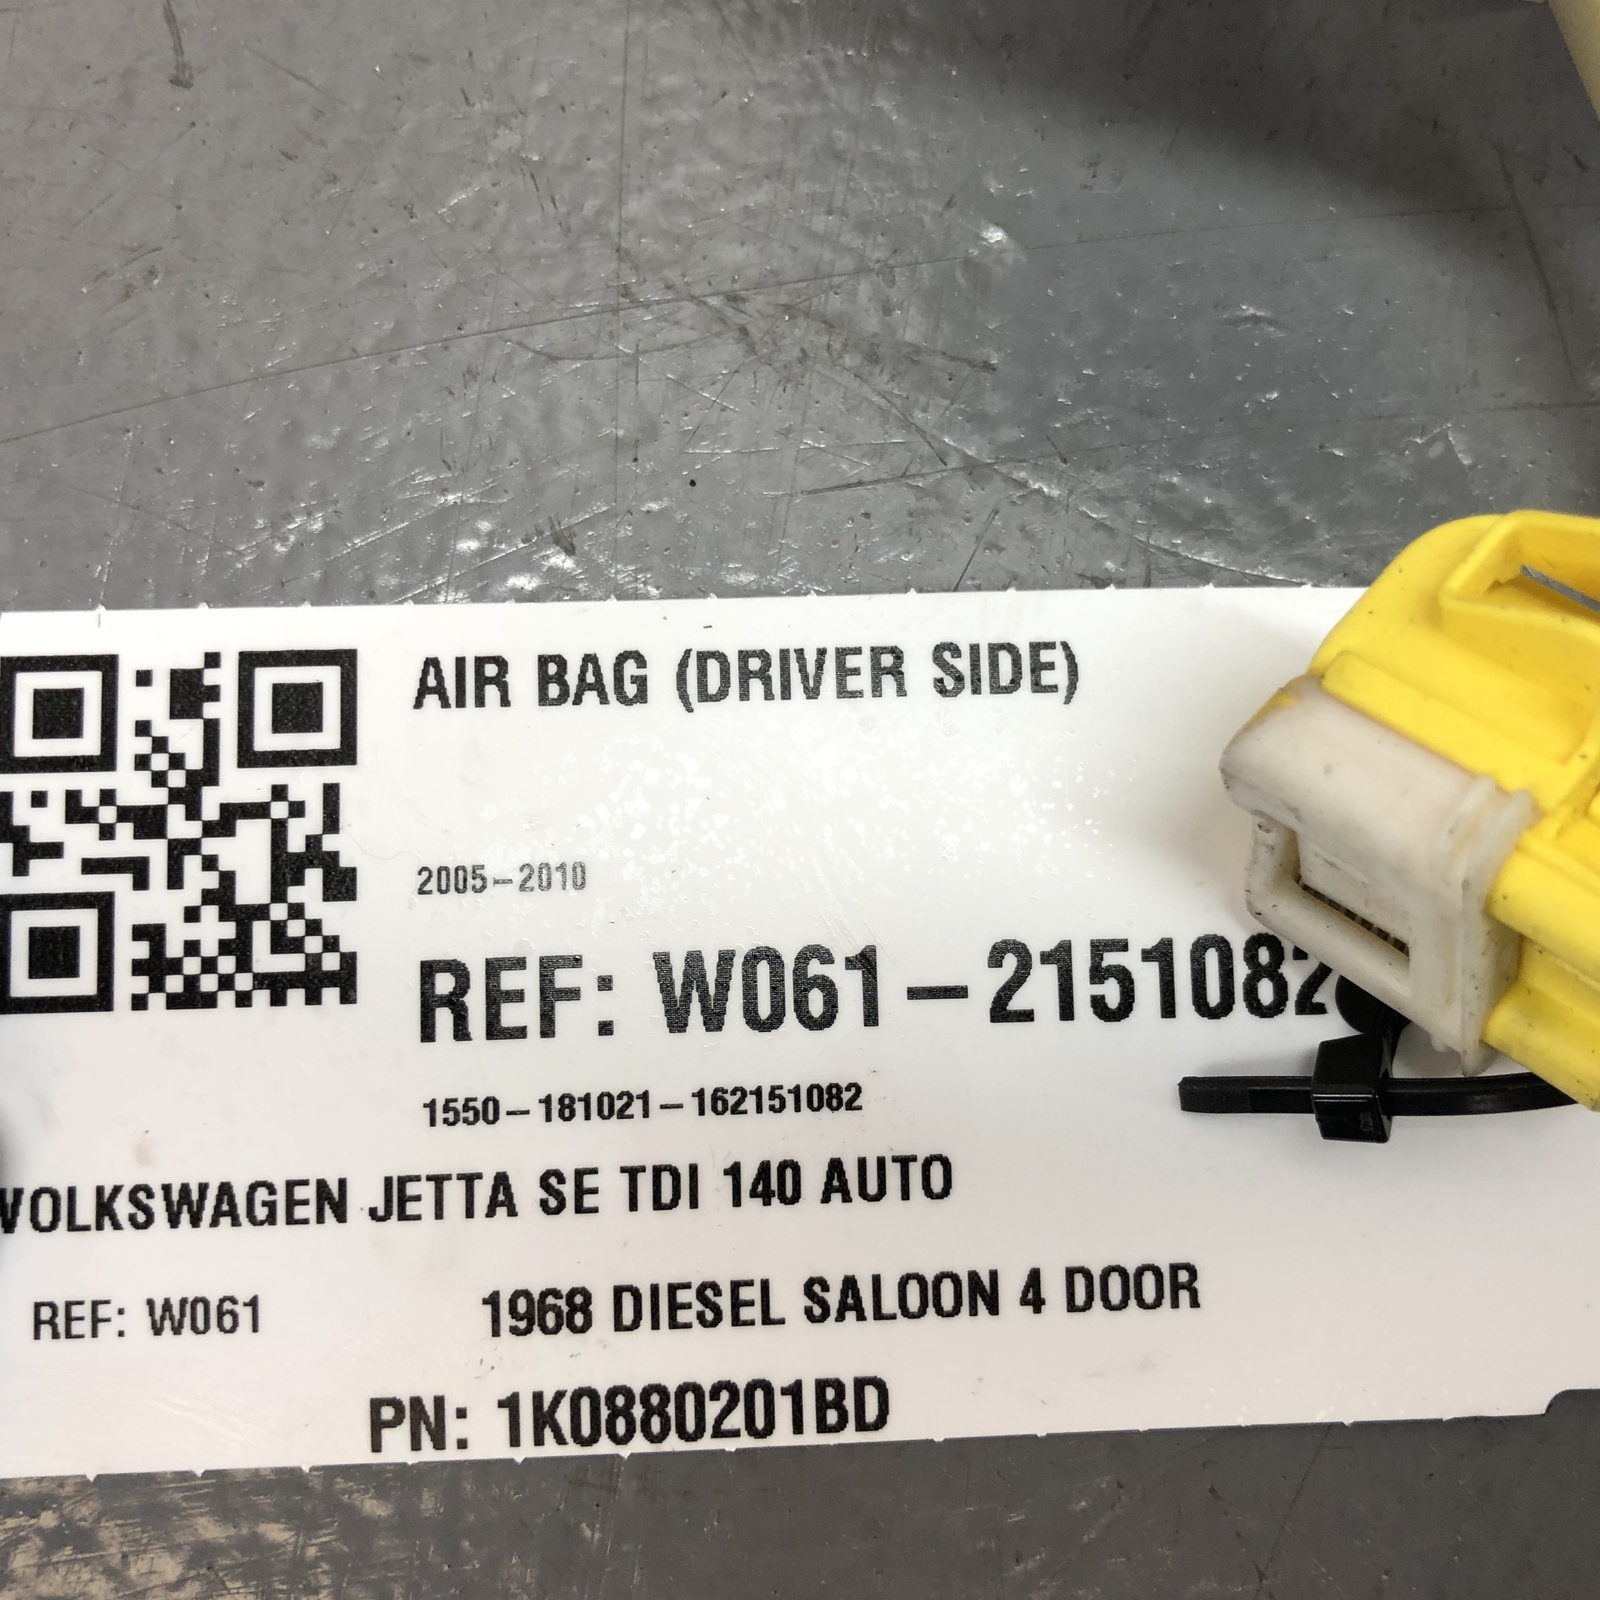 AIR BAG (DRIVER SIDE)
2005-2010
REF: W061-2151082
1550-181021-162151082
VOLKSWAGEN JETTA SE TDI 140 AUTO
REF: W061 1968 DIESEL SALOON 4 DOOR
PN: 1K0880201BD